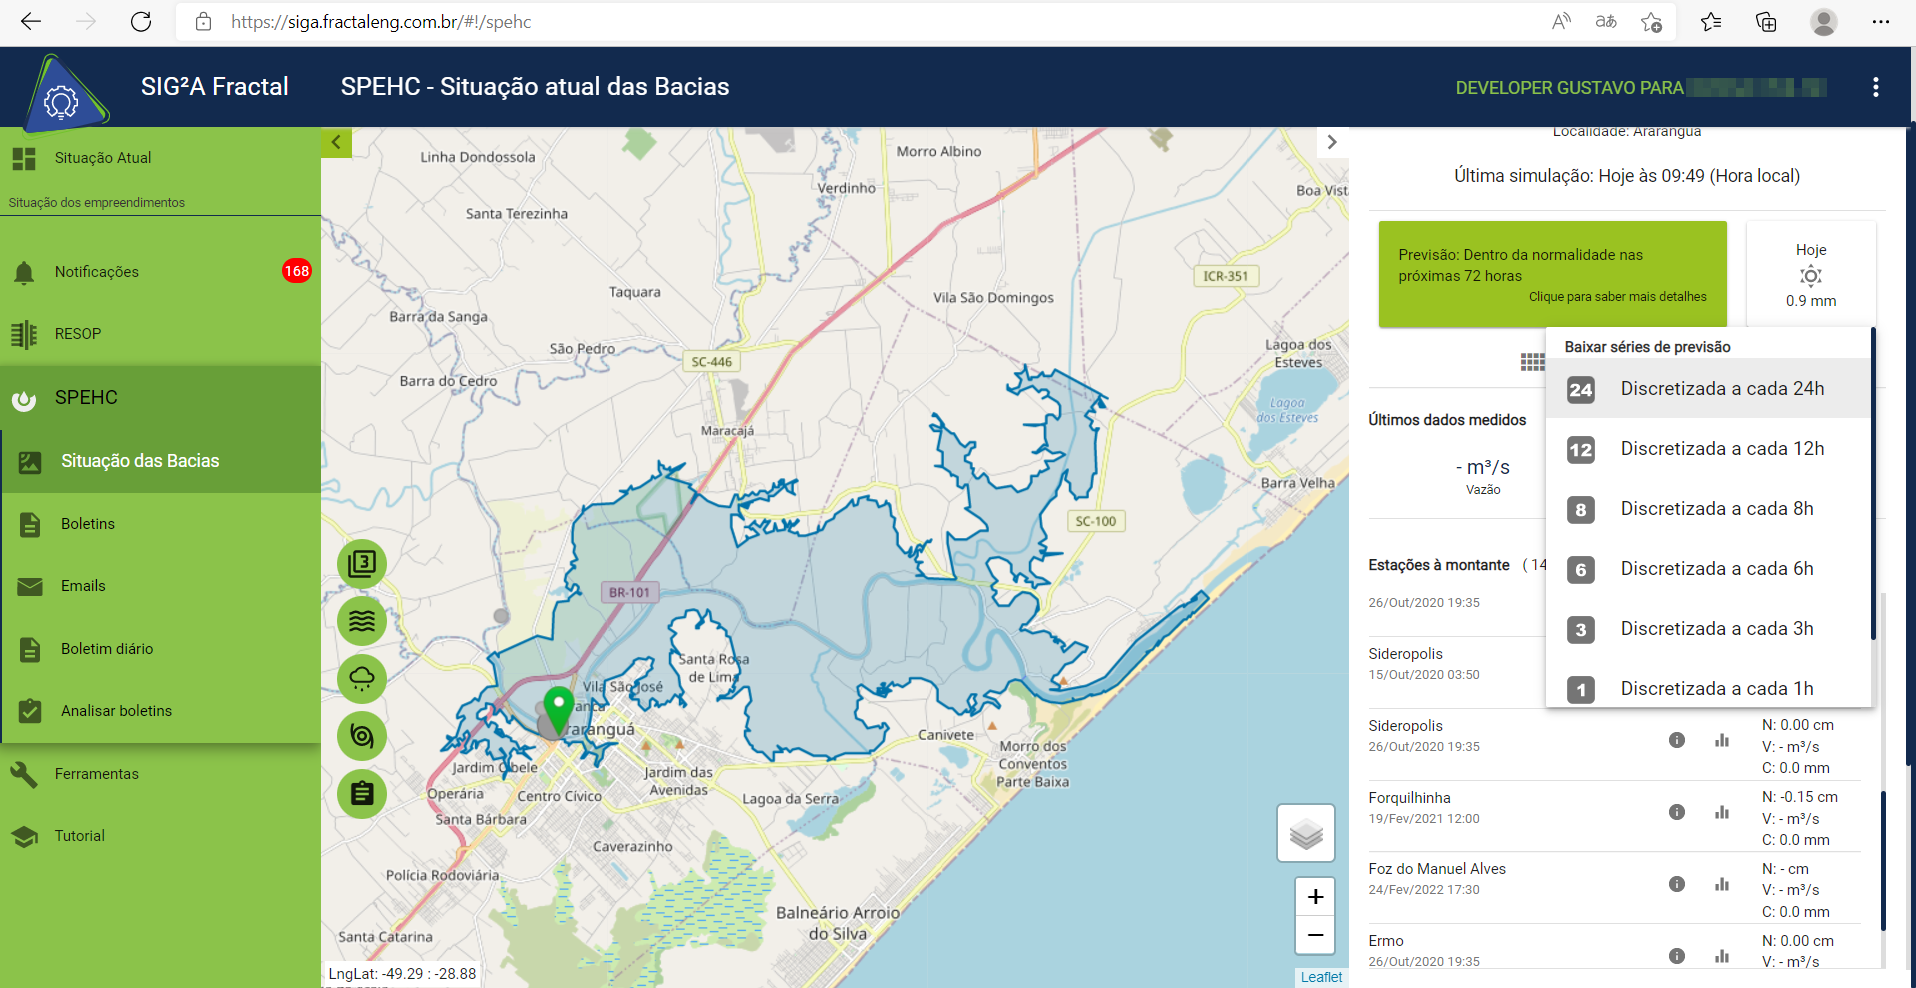 https://siga.fractaleng.com.br/#!/spehc
SIG²A Fractal
SPEHC - Situação atual das Bacias
DEVELOPER GUSTAVO PARA
Situação Atual
Situação dos empreendimentos
Notificações
168
RESOP
SPEHC
Situação das Bacias
Boletins
Emails
Boletim diário
Analisar boletins
Ferramentas
Tutorial
Linha Dondossola
Morro Albino
Verdinho
Boa Vist
Santa Terezinha
ICR-351
Taquara
Vila São Domingos
Barra da Sanga
São Pedro
Lagoa dos
Esteves
SC-446
Barra do Cedro
Lagoa
dos Esteves
Maracajá
Barra Velha
SC-100
3
BR-101
Santa Rosa
de Lima
Vila São José
Araranguá
Canivete
Morro dos
Conventos
Parte Baixa
Jardim Cibele
Jardim das
Avenidas
Operária
Centro Cívico
Lagoa da Serra
Santa Bárbara
Caverazinho
Polícia Rodoviária
Balneário Arroio
do Silva
Santa Catarina
LngLat: -49.29 : -28.88
+
−
Leaflet
Localidade: Araranguá
Última simulação: Hoje às 09:49 (Hora local)
Previsão: Dentro da normalidade nas
próximas 72 horas
Clique para saber mais detalhes
Hoje
0.9 mm
Baixar séries de previsão
24 Discretizada a cada 24h
12 Discretizada a cada 12h
8 Discretizada a cada 8h
6 Discretizada a cada 6h
3 Discretizada a cada 3h
1 Discretizada a cada 1h
Últimos dados medidos
- m³/s
Vazão
Estações à montante ( 14
26/Out/2020 19:35
Sideropolis
15/Out/2020 03:50
Sideropolis
26/Out/2020 19:35
N: 0.00 cm
V: - m³/s
C: 0.0 mm
Forquilhinha
19/Fev/2021 12:00
N: -0.15 cm
V: - m³/s
C: 0.0 mm
Foz do Manuel Alves
24/Fev/2022 17:30
N: - cm
V: - m³/s
C: 0.0 mm
Ermo
26/Out/2020 19:35
N: 0.00 cm
V: - m³/s